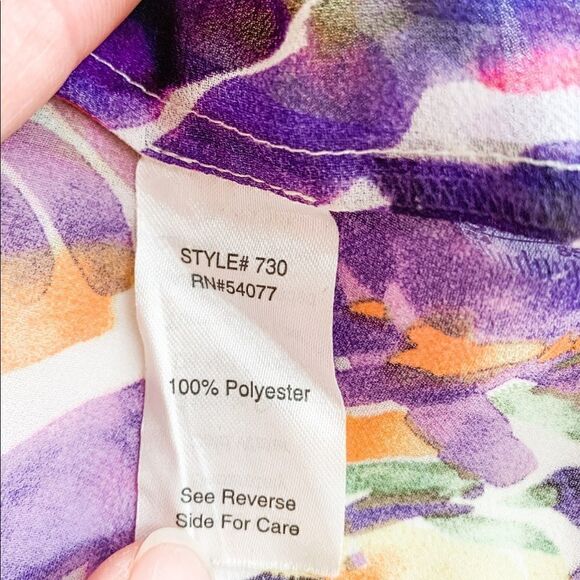 STYLE# 730
RN#54077
100% Polyester
See Reverse
Side For Care